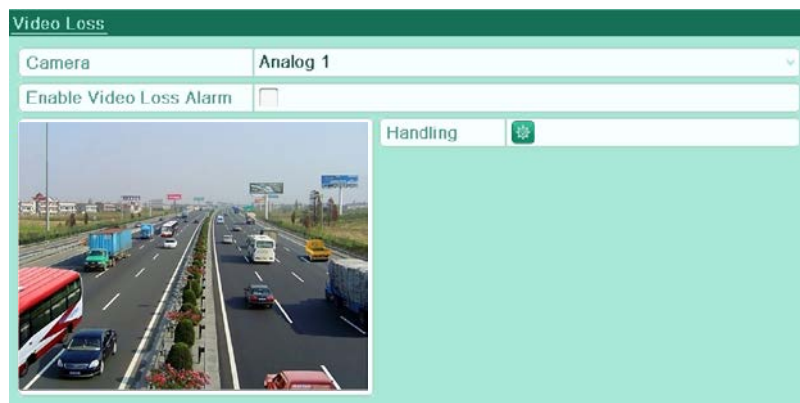 Video Loss
Camera
Analog 1
Enable Video Loss Alarm
Handling